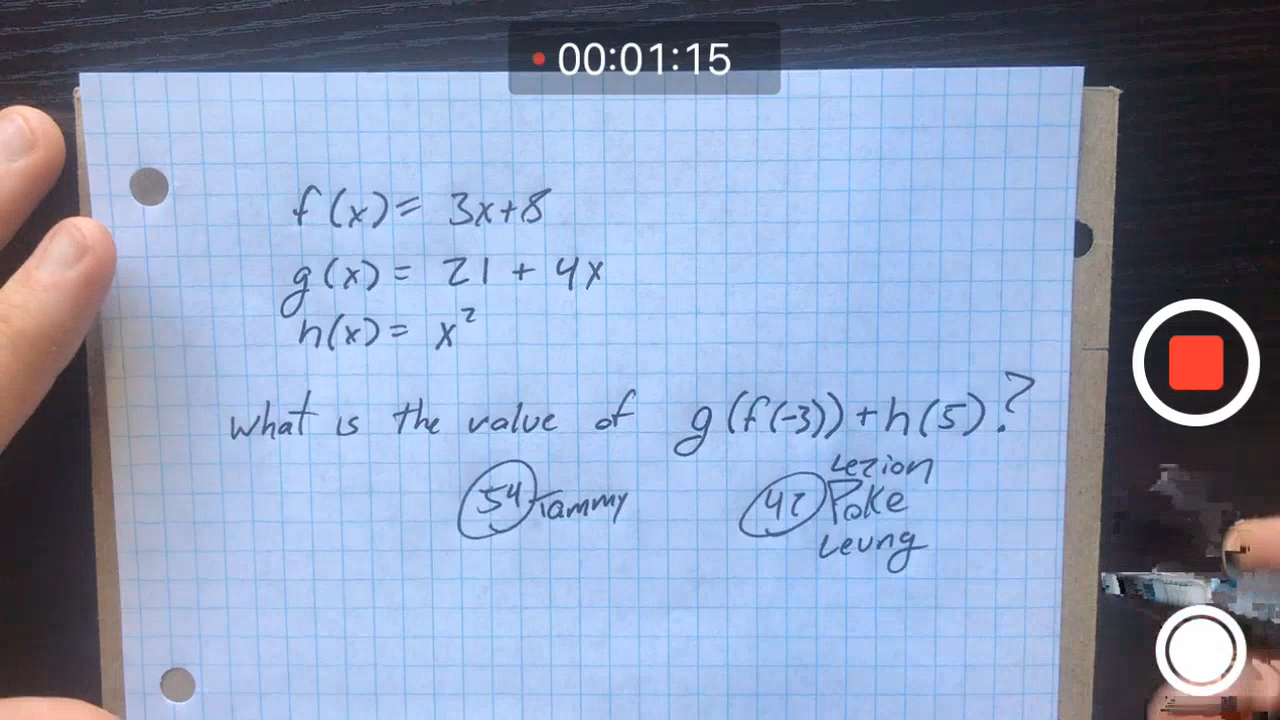 00:01:15
f(x) = 3x+8
g(x) = 21 + 4x
h(x) = x²
what is the value of g(f(-3))+h(5)?
54 Tammy
42 Lezion
Poke
Leung